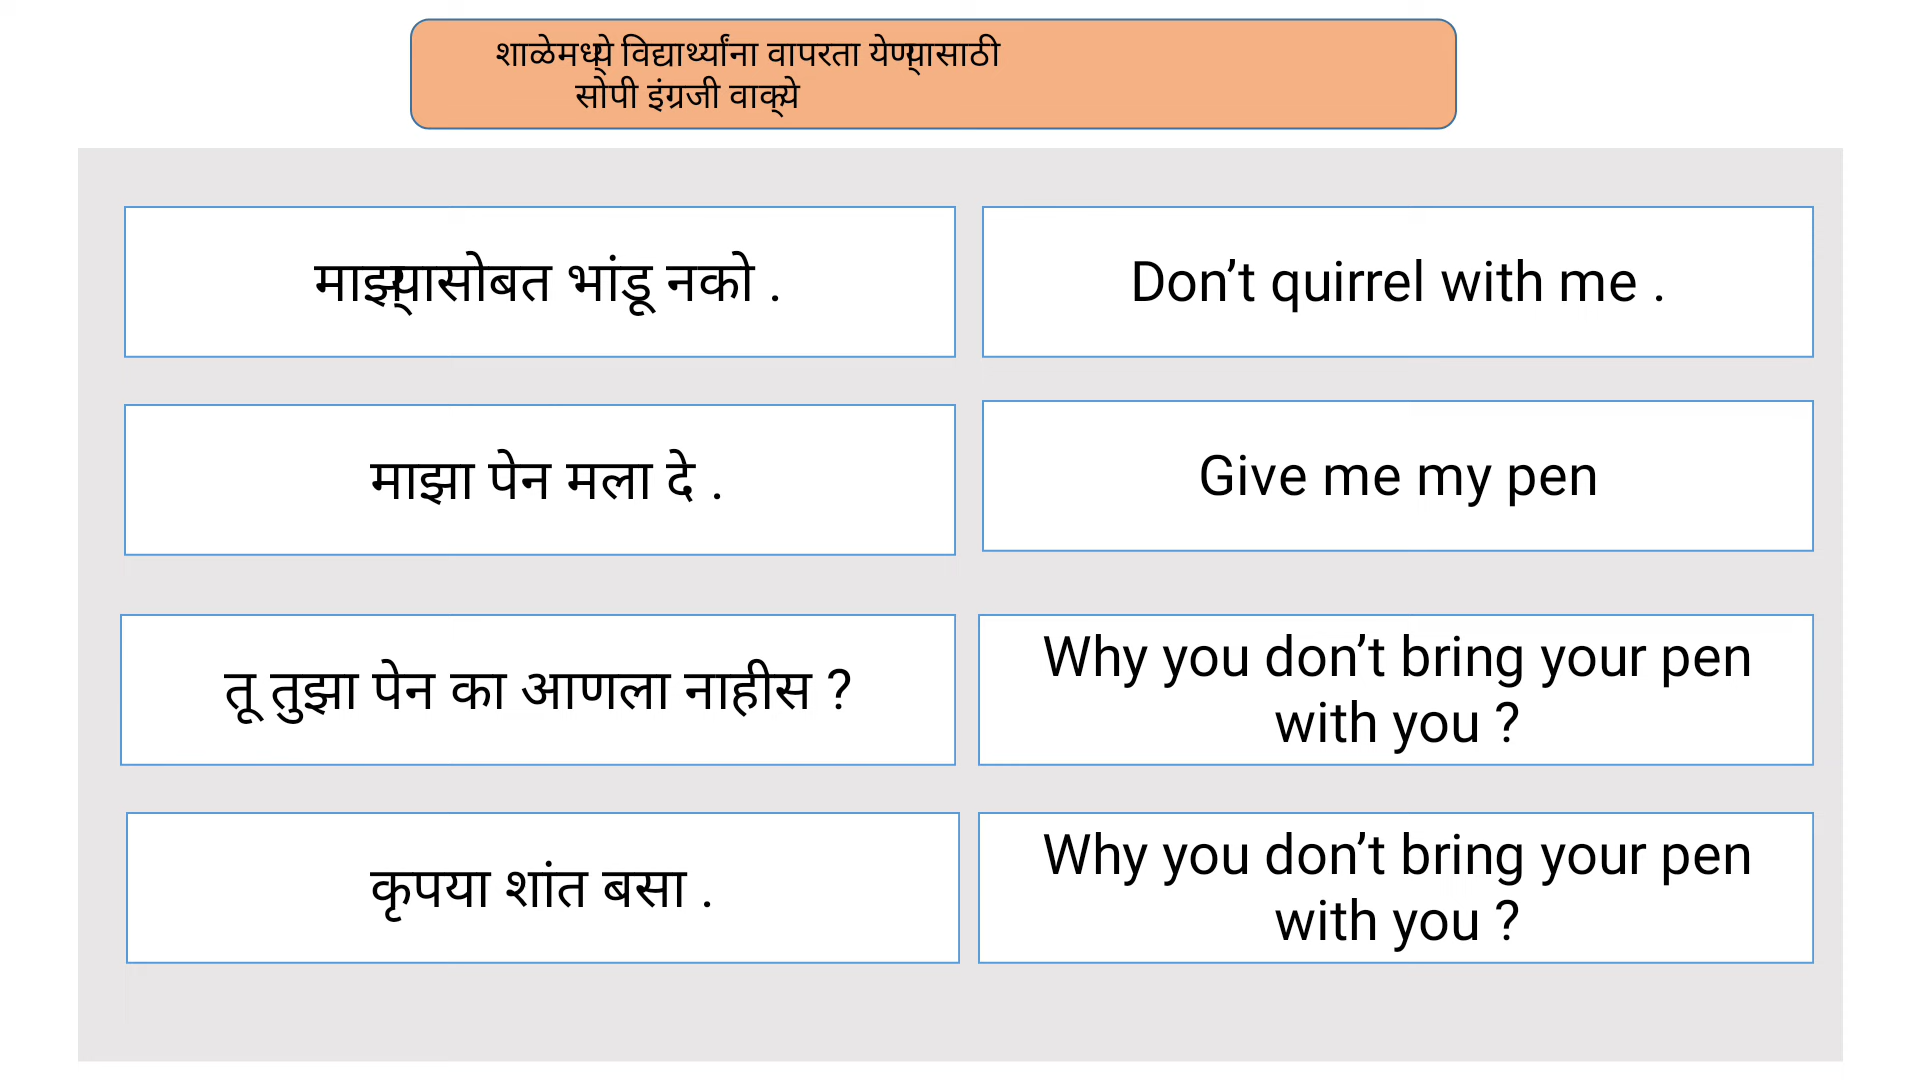 शाळेमध्ये विद्यार्थ्यांना वापरता येण्यासाठी
सोपी इंग्रजी वाक्ये
माझ्यासोबत भांडू नको .
Don’t quirrel with me .
माझा पेन मला दे .
Give me my pen
तू तुझा पेन का आणला नाहीस ?
Why you don’t bring your pen
with you ?
कृपया शांत बसा .
Why you don’t bring your pen
with you ?